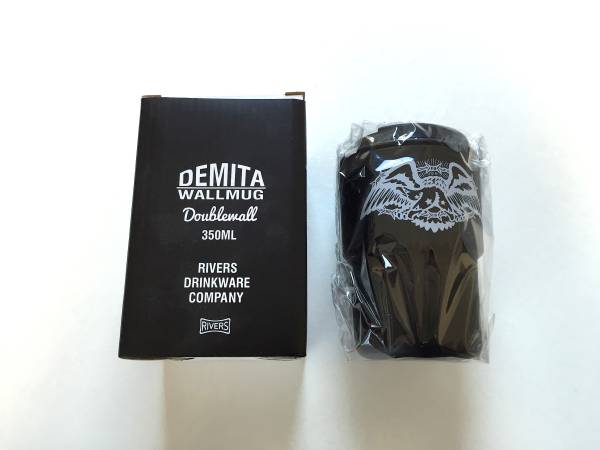 DEMITA
WALLMUG
Doublewall
350ML
RIVERS
DRINKWARE
COMPANY
RIVERS